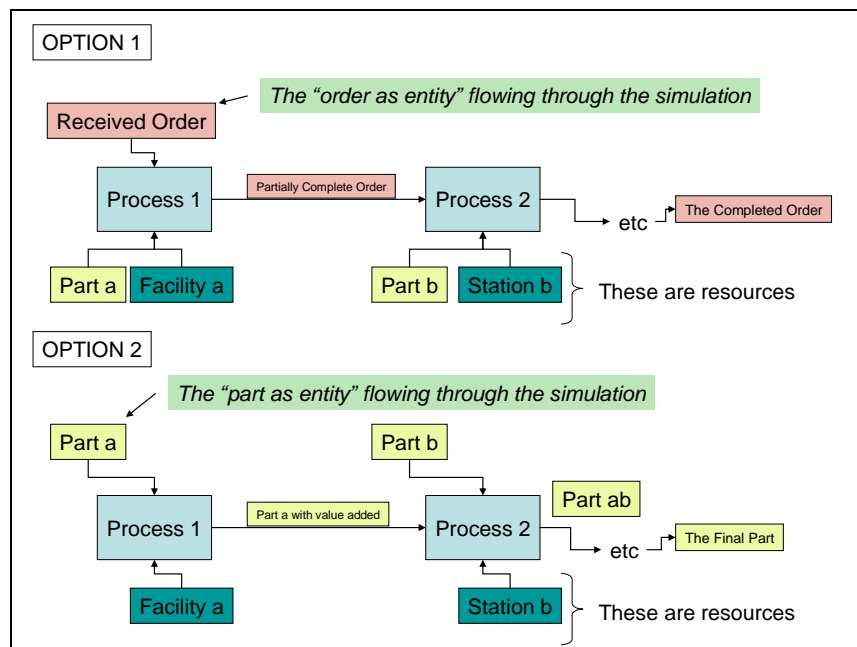 OPTION 1
The “order as entity” flowing through the simulation
Received Order
Process 1
Partially Complete Order
Process 2
etc
The Completed Order
Part a
Facility a
Part b
Station b
These are resources
OPTION 2
The “part as entity” flowing through the simulation
Part a
Part b
Process 1
Part a with value added
Process 2
Part ab
etc
The Final Part
Facility a
Station b
These are resources